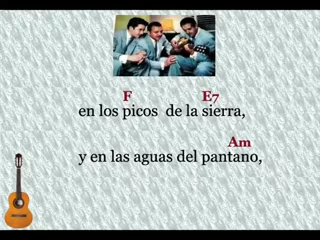 F E7
en los picos de la sierra,
Am
y en las aguas del pantano,